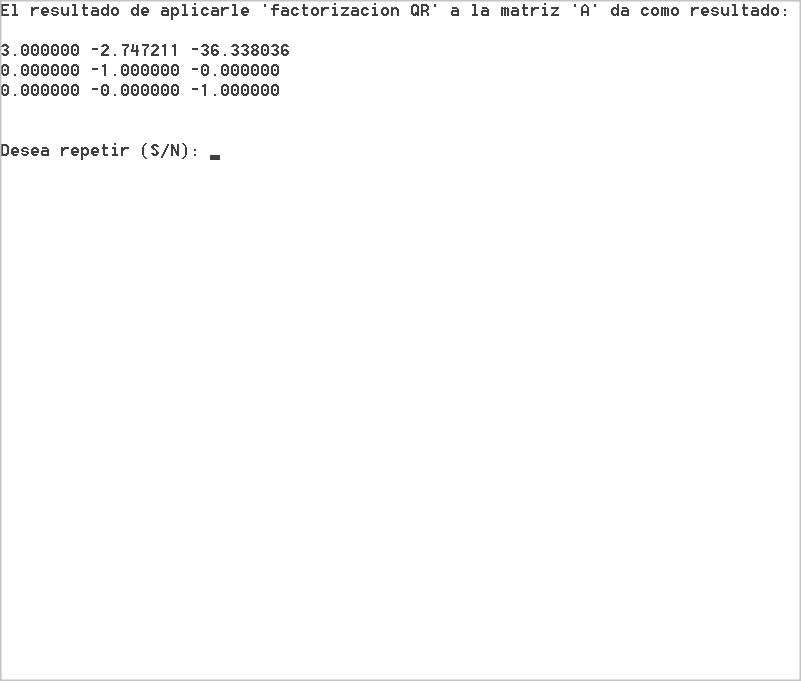 El resultado de aplicarle 'factorizacion QR' a la matriz 'A' da como resultado:
3.000000 -2.747211 -36.338036
0.000000 -1.000000 -0.000000
0.000000 -0.000000 -1.000000
Desea repetir (S/N): _